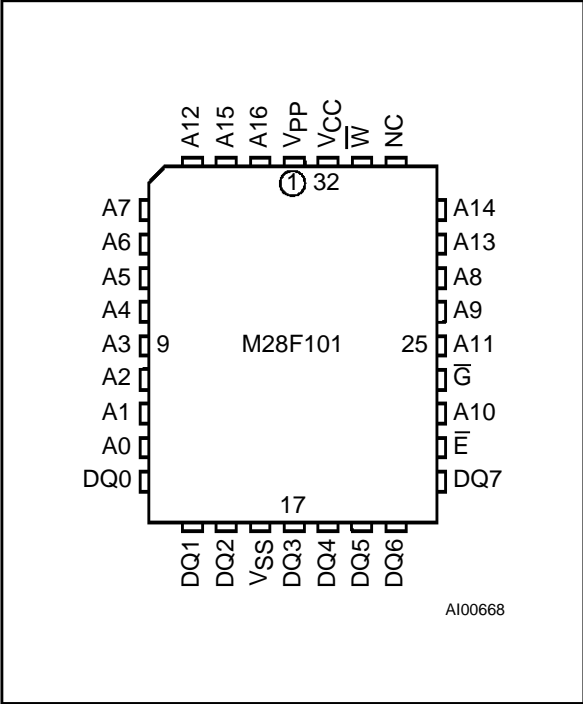 A12 A15 A16 VPP VCC W̅ NC
1 32
A7 A14
A6 A13
A5 A8
A4 A9
A3 9 M28F101 25 A11
A2 G̅
A1 A10
A0 E̅
DQ0 DQ7
17
DQ1 DQ2 VSS DQ3 DQ4 DQ5 DQ6
AI00668